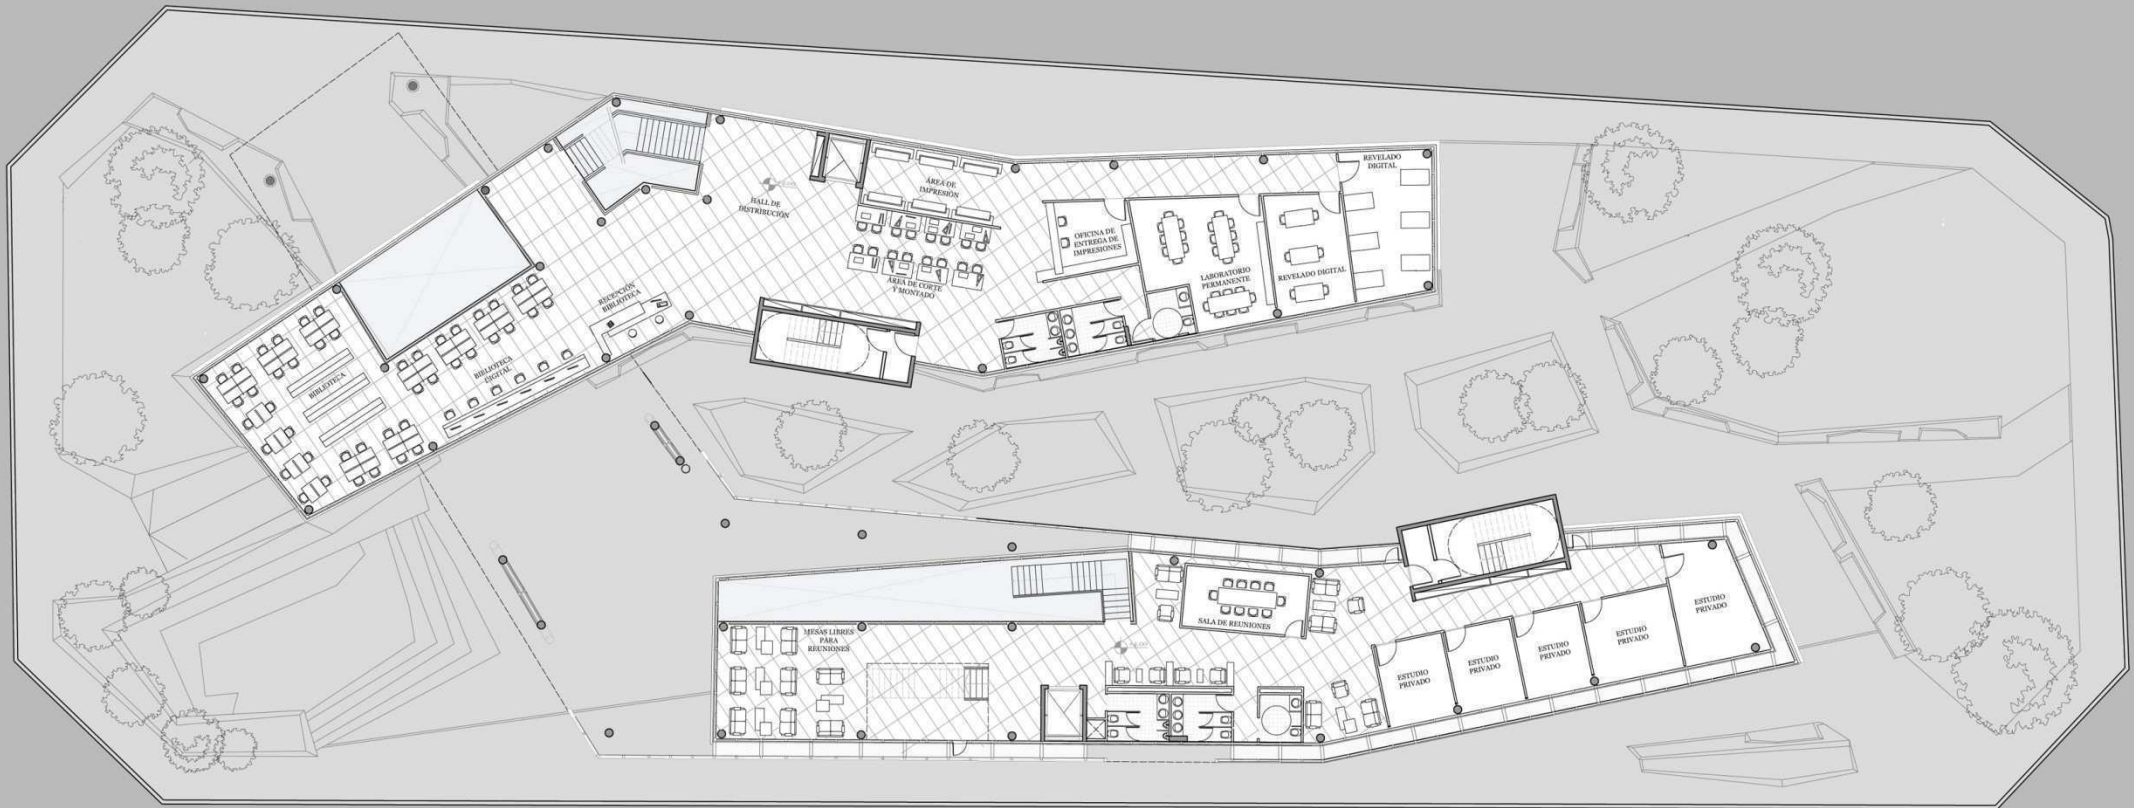 REVELADO
DIGITAL
ÁREA DE
IMPRESIÓN
HALL DE
DISTRIBUCIÓN
OFICINA DE
ENTREGA DE
IMPRESIONES
LABORATORIO
PERMANENTE
REVELADO DIGITAL
ÁREA DE CORTE
Y MONTADO
RECEPCIÓN
BIBLIOTECA
BIBLIOTECA
DIGITAL
BIBLIOTECA
MESAS LIBRES
PARA
REUNIONES
SALA DE REUNIONES
ESTUDIO
PRIVADO
ESTUDIO
PRIVADO
ESTUDIO
PRIVADO
ESTUDIO
PRIVADO
ESTUDIO
PRIVADO